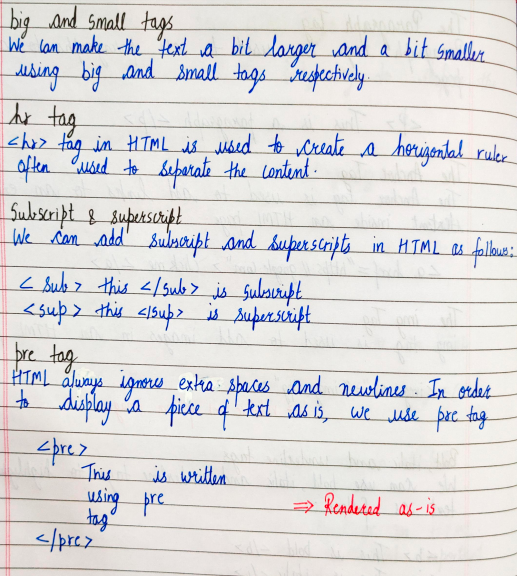 big and small tags
We can make the text a bit larger and a bit smaller
using big and small tags respectively.
hr tag
<hr> tag in HTML is used to create a horizontal ruler
often used to seperate the content.
Subscript & superscript
We can add subscript and superscripts in HTML as follows:
<sub> this </sub> is subscript
<sup> this </sup> is superscript
pre tag
HTML always ignores extra spaces and newlines. In order
to display a piece of text as is, we use pre tag
<pre>
This is written
using pre
tag
⇒ Rendered as-is
</pre>